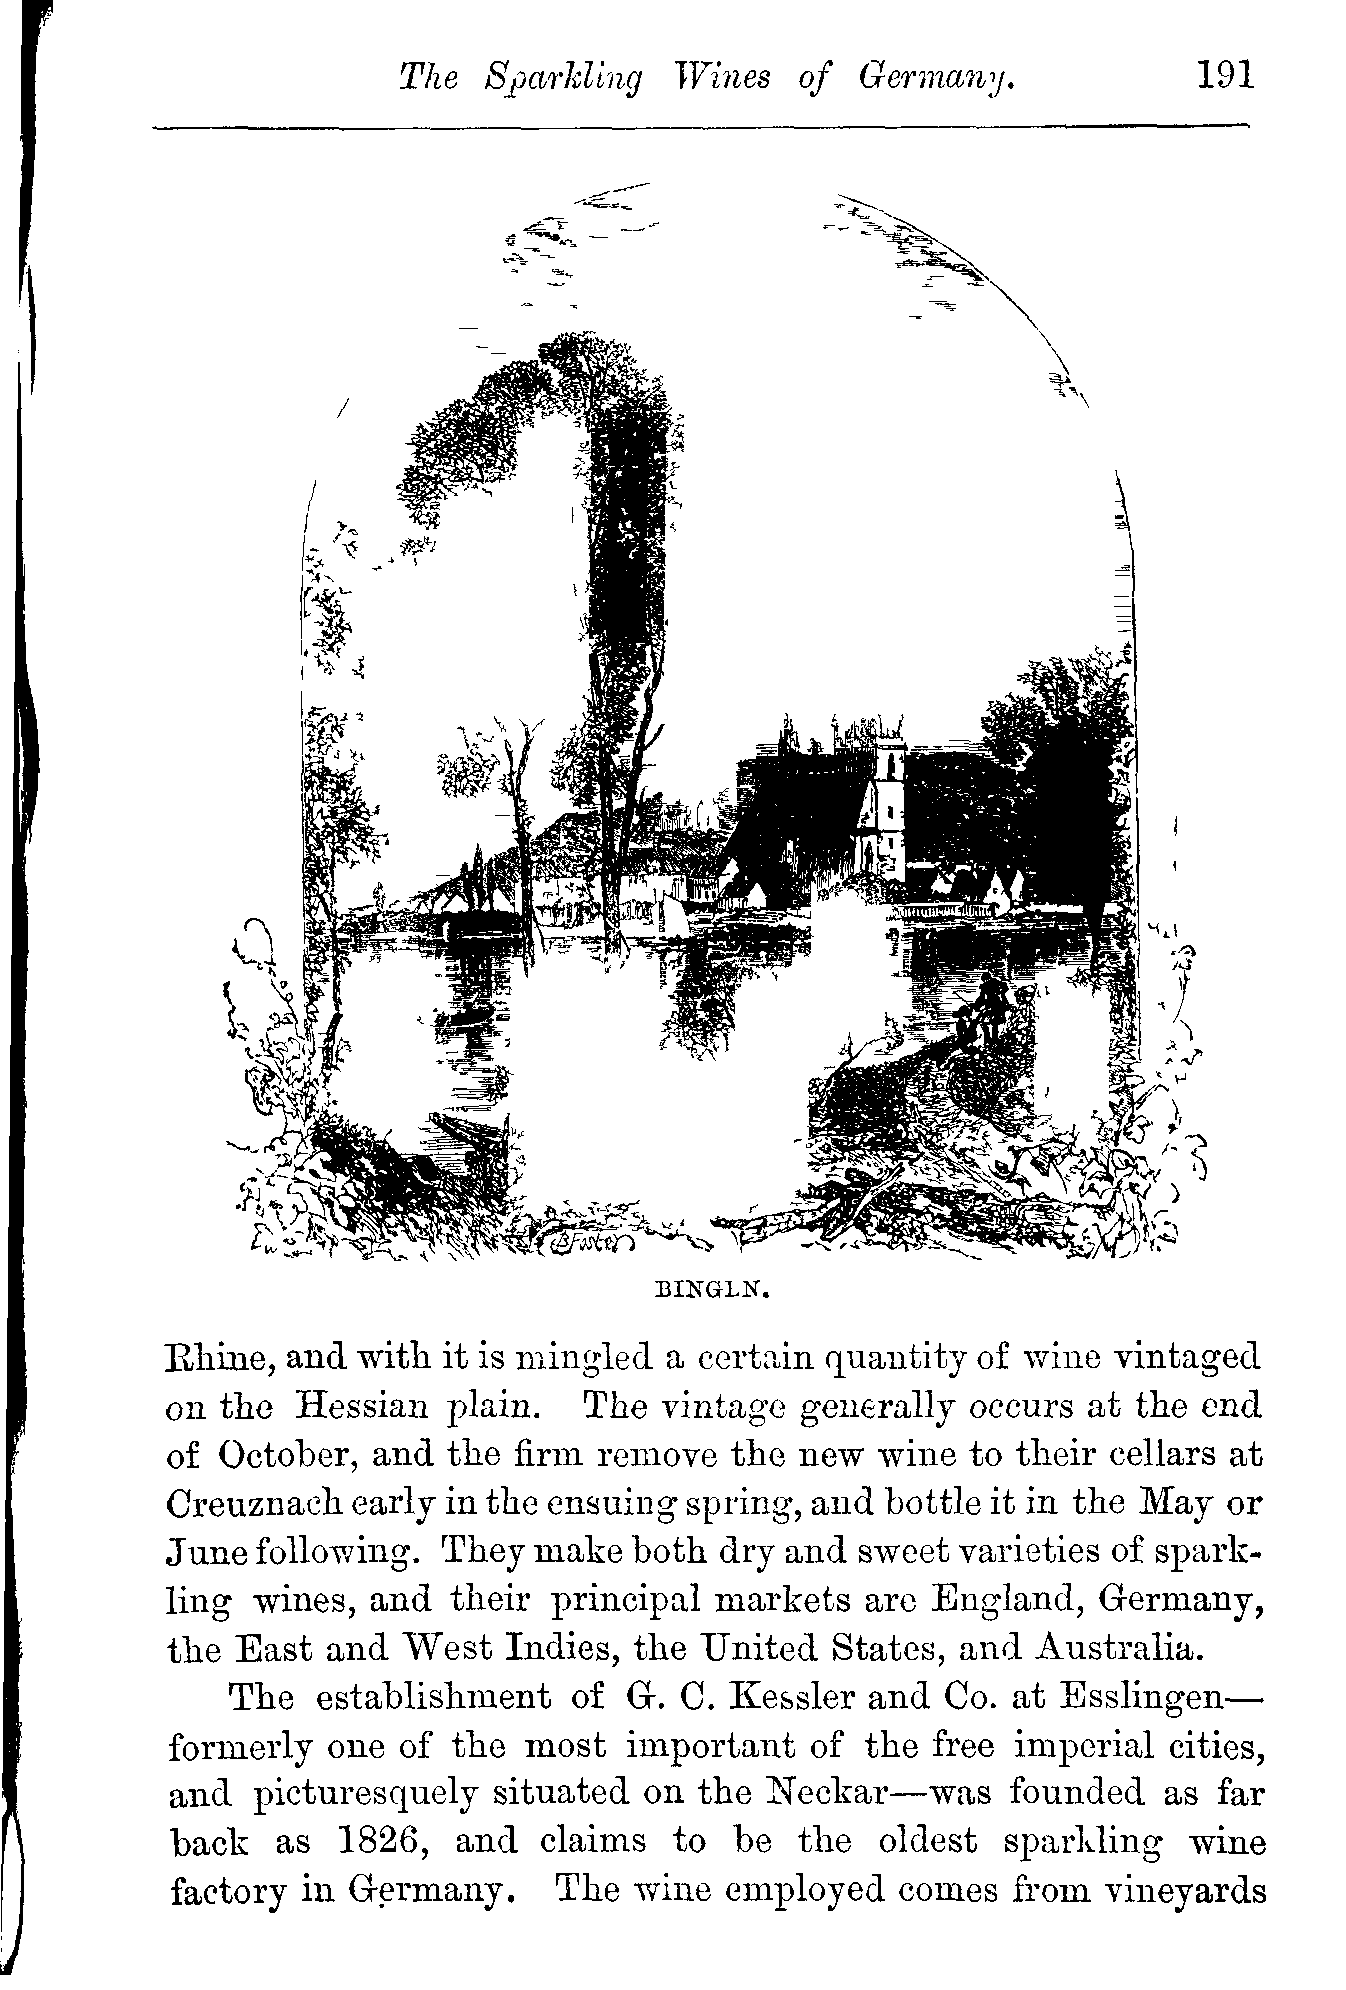 The Sparkling Wines of Germany. 191
B Foster
BINGEN.
Rhine, and with it is mingled a certain quantity of wine vintaged
on the Hessian plain. The vintage generally occurs at the end
of October, and the firm remove the new wine to their cellars at
Creuznach early in the ensuing spring, and bottle it in the May or
June following. They make both dry and sweet varieties of spark-
ling wines, and their principal markets are England, Germany,
the East and West Indies, the United States, and Australia.
The establishment of G. C. Kessler and Co. at Esslingen—
formerly one of the most important of the free imperial cities,
and picturesquely situated on the Neckar—was founded as far
back as 1826, and claims to be the oldest sparkling wine
factory in Germany. The wine employed comes from vineyards